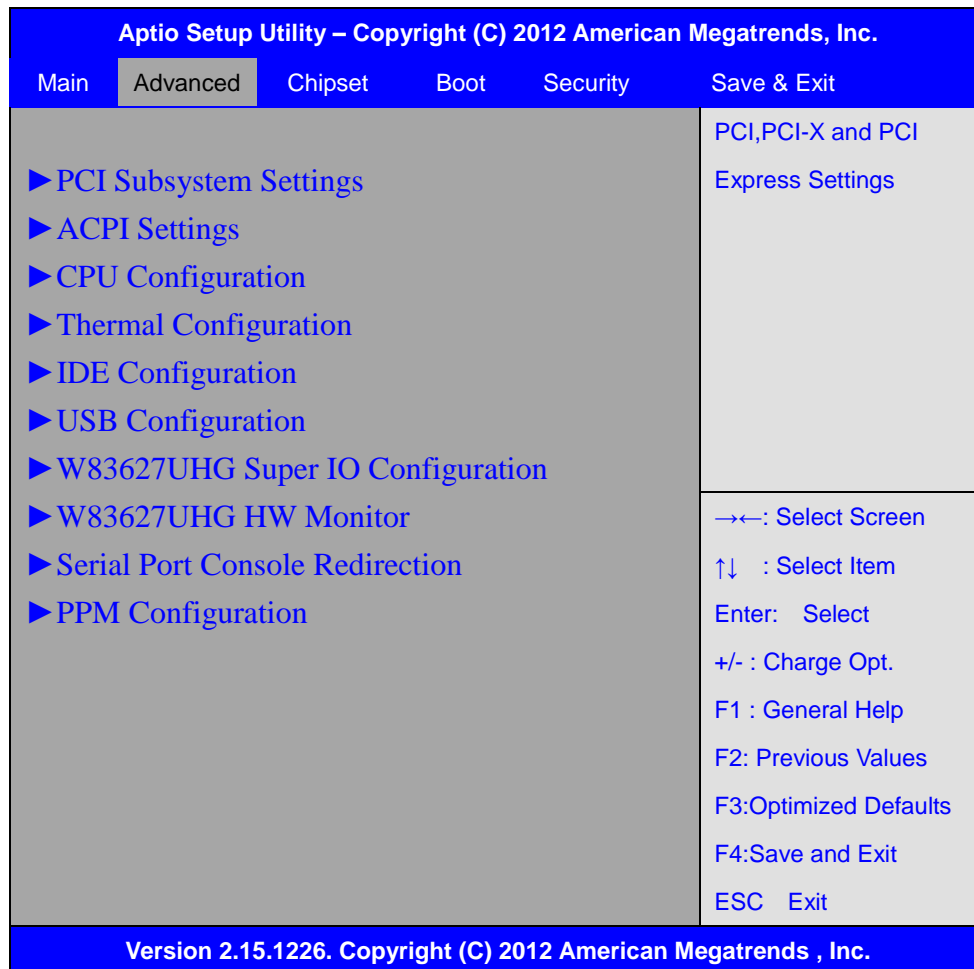 Aptio Setup Utility – Copyright (C) 2012 American Megatrends, Inc.
Main Advanced Chipset Boot Security Save & Exit
►PCI Subsystem Settings
►ACPI Settings
►CPU Configuration
►Thermal Configuration
►IDE Configuration
►USB Configuration
►W83627UHG Super IO Configuration
►W83627UHG HW Monitor
►Serial Port Console Redirection
►PPM Configuration
PCI,PCI-X and PCI
Express Settings
→←: Select Screen
↑↓ : Select Item
Enter: Select
+/- : Charge Opt.
F1 : General Help
F2: Previous Values
F3:Optimized Defaults
F4:Save and Exit
ESC Exit
Version 2.15.1226. Copyright (C) 2012 American Megatrends , Inc.